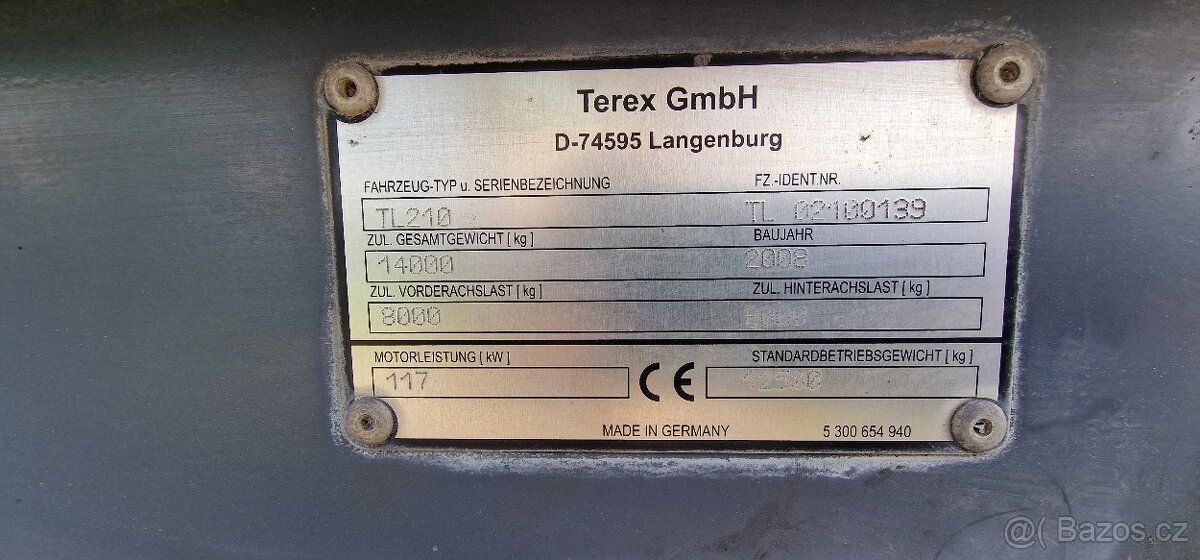 Terex GmbH
D-74595 Langenburg
FAHRZEUG-TYP u. SERIENBEZEICHNUNG FZ.-IDENT.NR.
TL210 TL 02100139
ZUL. GESAMTGEWICHT [ kg ] BAUJAHR
14000 2008
ZUL. VORDERACHSLAST [ kg ] ZUL. HINTERACHSLAST [ kg ]
8000
MOTORLEISTUNG [ kW ] STANDARDBETRIEBSGEWICHT [ kg ]
117 CE
MADE IN GERMANY 5 300 654 940
@( Bazos.cz